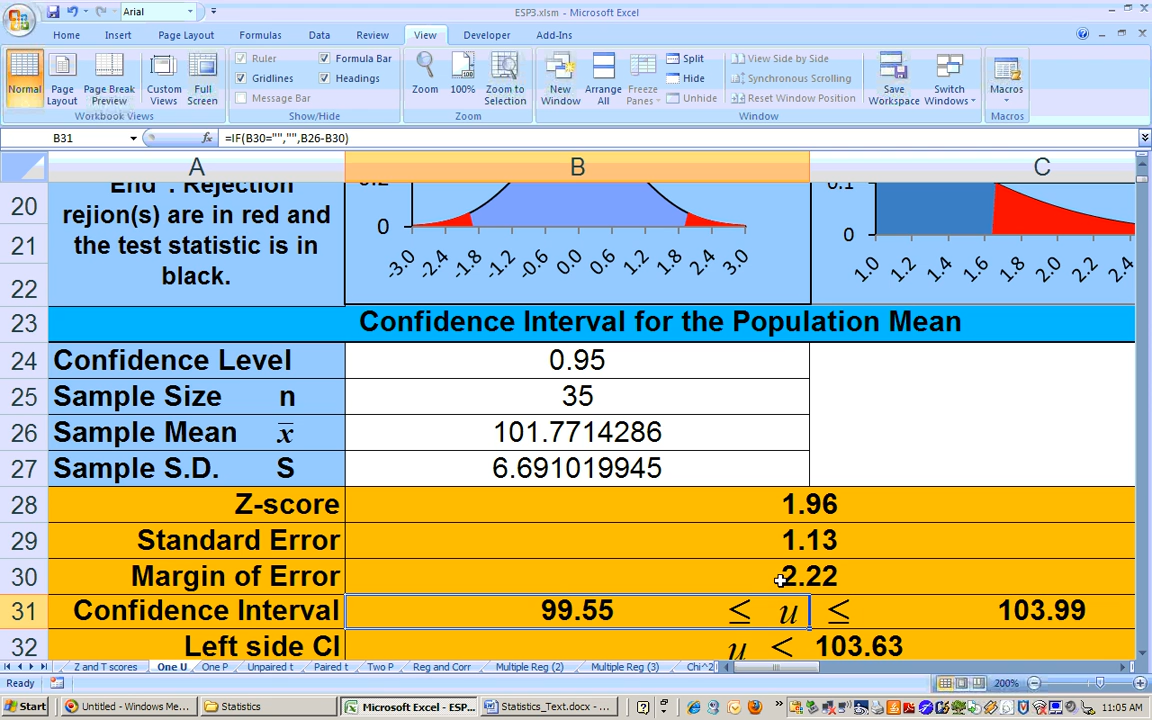 Arial
ESP3.xlsm - Microsoft Excel
Home Insert Page Layout Formulas Data Review View Developer Add-Ins
Normal
Page Layout
Page Break Preview
Custom Views
Full Screen
Workbook Views
Ruler
Formula Bar
Gridlines
Headings
Message Bar
Show/Hide
Zoom
100%
Zoom to Selection
Zoom
New Window
Arrange All
Freeze Panes
Split
Hide
Unhide
View Side by Side
Synchronous Scrolling
Reset Window Position
Save Workspace
Switch Windows
Window
Macros
Macros
B31
fx
=IF(B30="","",B26-B30)
A B C
20 End . Rejection
rejion(s) are in red and
21 the test statistic is in
22 black.
0.2
0
-3.0 -2.4 -1.8 -1.2 -0.6 0.0 0.6 1.2 1.8 2.4 3.0
0.1
0
1.0 1.2 1.4 1.6 1.8 2.0 2.2 2.4
23 Confidence Interval for the Population Mean
24 Confidence Level 0.95
25 Sample Size n 35
26 Sample Mean x̄ 101.7714286
27 Sample S.D. S 6.691019945
28 Z-score 1.96
29 Standard Error 1.13
30 Margin of Error 2.22
31 Confidence Interval 99.55 ≤ u ≤ 103.99
32 Left side CI u < 103.63
Z and T scores One U One P Unpaired t Paired t Two P Reg and Corr Multiple Reg (2) Multiple Reg (3) Chi^2
Ready 200%
Start Untitled - Windows Me... Statistics Microsoft Excel - ESP... Statistics_Text.docx - ... 11:05 AM